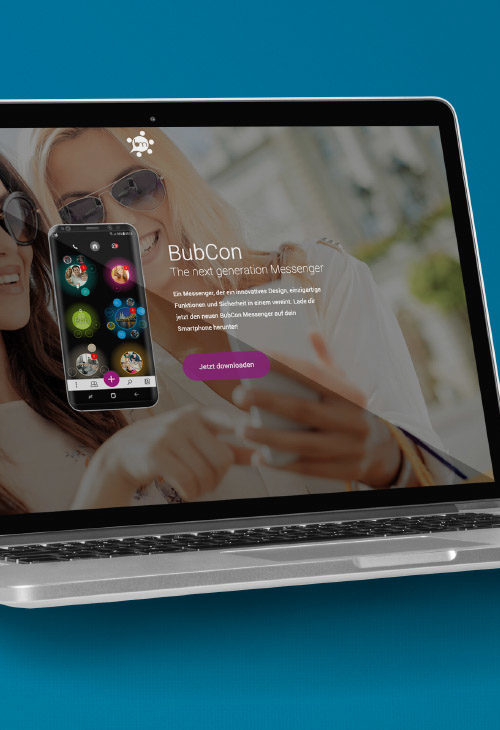 BubCon
The next generation Messenger
Ein Messenger, der ein innovatives Design, einzigartige
Funktionen und Sicherheit in einem vereint. Lade dir
jetzt den neuen BubCon Messenger auf dein
Smartphone herunter!
Jetzt downloaden